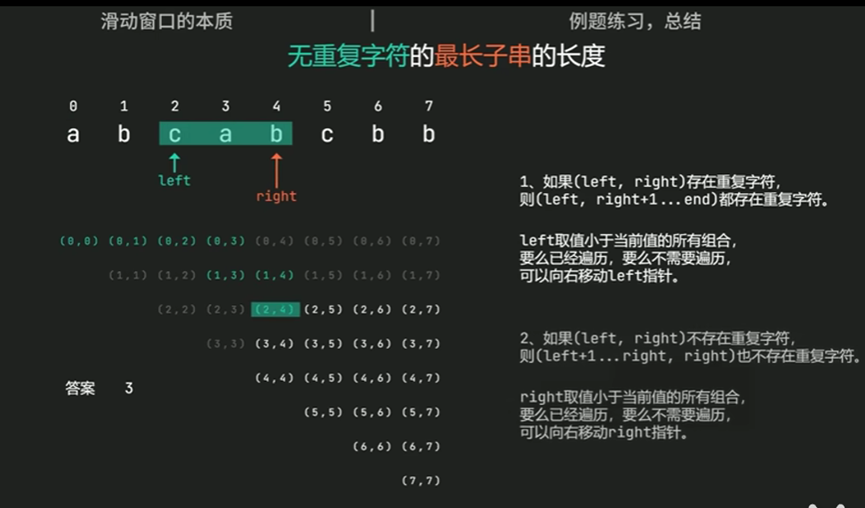 滑动窗口的本质 | 例题练习，总结
无重复字符的最长子串的长度
0 1 2 3 4 5 6 7
a b c a b c b b
left
right
1、如果(left, right)存在重复字符，
则(left, right+1...end)都存在重复字符。
left取值小于当前值的所有组合，
要么已经遍历，要么不需要遍历，
可以向右移动left指针。
2、如果(left, right)不存在重复字符，
则(left+1...right, right)也不存在重复字符。
right取值小于当前值的所有组合，
要么已经遍历，要么不需要遍历，
可以向右移动right指针。
(0,0) (0,1) (0,2) (0,3) (0,4) (0,5) (0,6) (0,7)
(1,1) (1,2) (1,3) (1,4) (1,5) (1,6) (1,7)
(2,2) (2,3) (2,4) (2,5) (2,6) (2,7)
(3,3) (3,4) (3,5) (3,6) (3,7)
(4,4) (4,5) (4,6) (4,7)
(5,5) (5,6) (5,7)
(6,6) (6,7)
(7,7)
答案 3